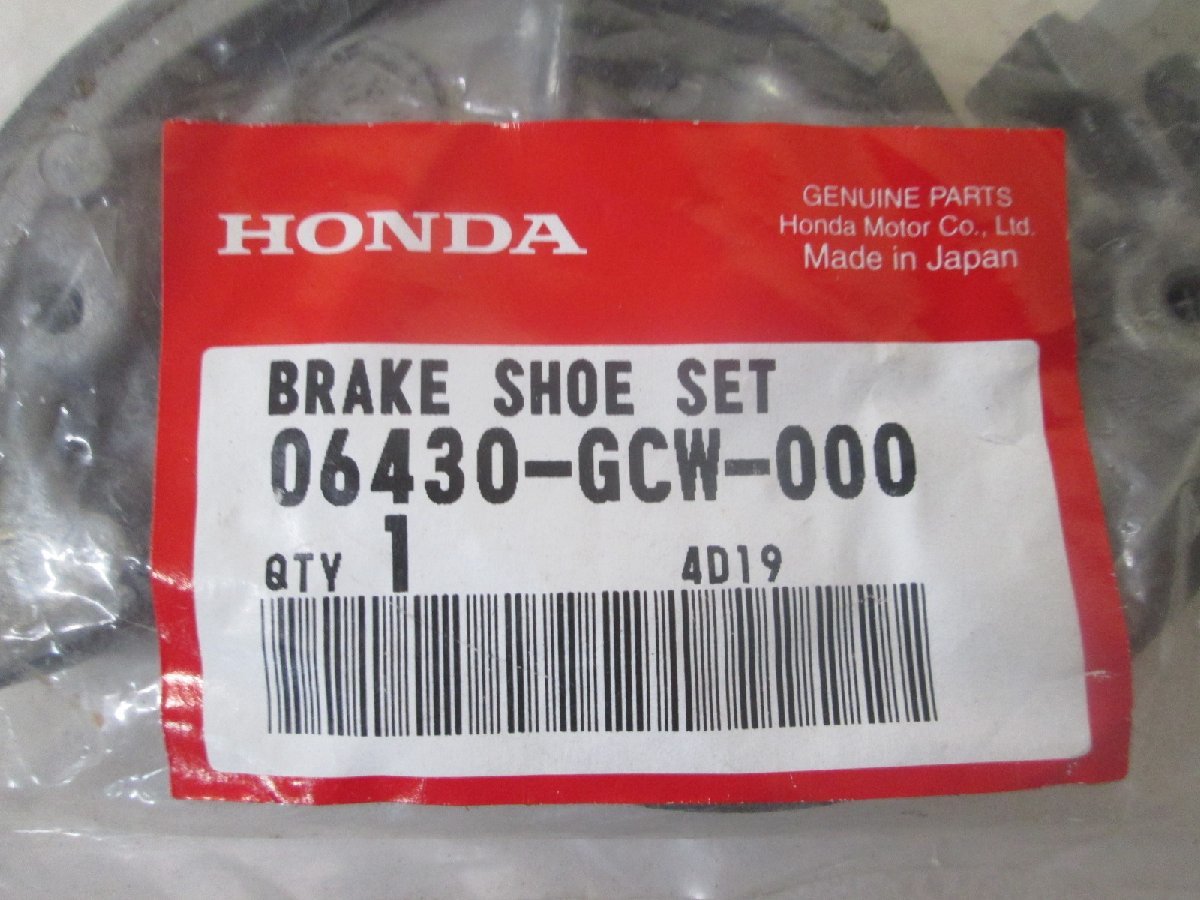 HONDA
GENUINE PARTS
Honda Motor Co., Ltd.
Made in Japan
BRAKE SHOE SET
06430-GCW-000
QTY 1 4D19